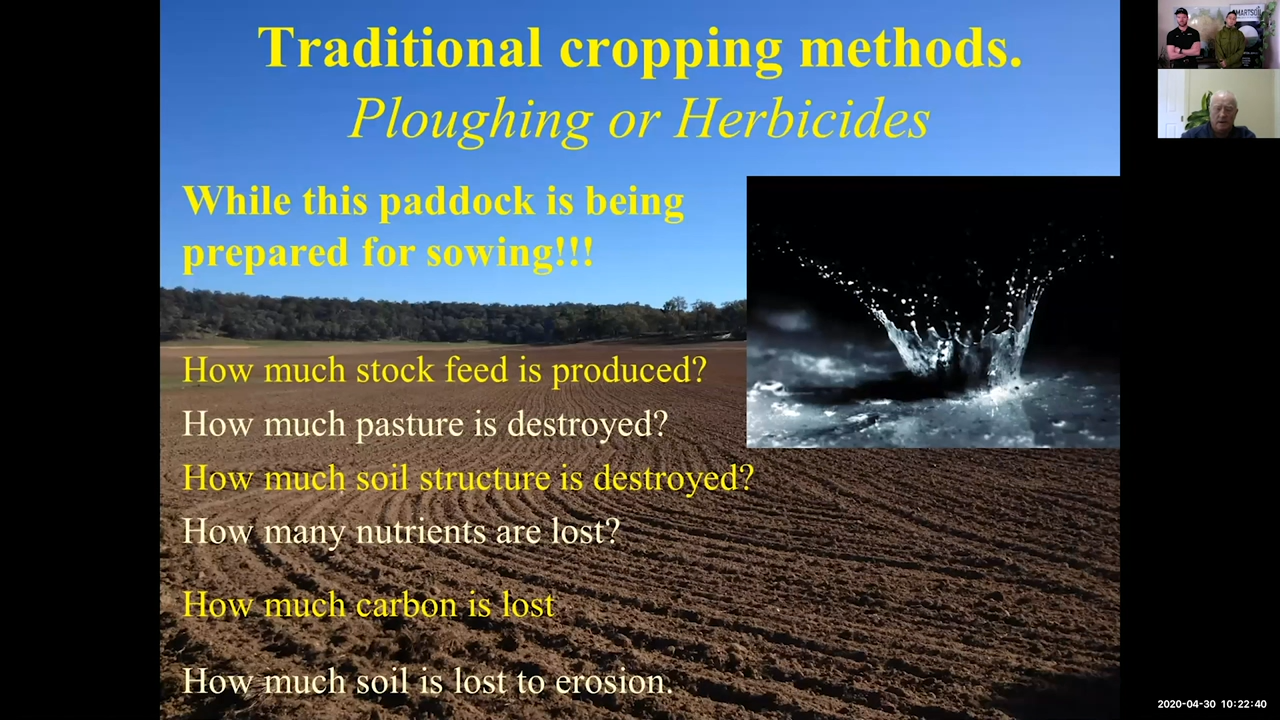 Traditional cropping methods.
Ploughing or Herbicides
While this paddock is being
prepared for sowing!!!
How much stock feed is produced?
How much pasture is destroyed?
How much soil structure is destroyed?
How many nutrients are lost?
How much carbon is lost
How much soil is lost to erosion.
2020-04-30 10:22:40